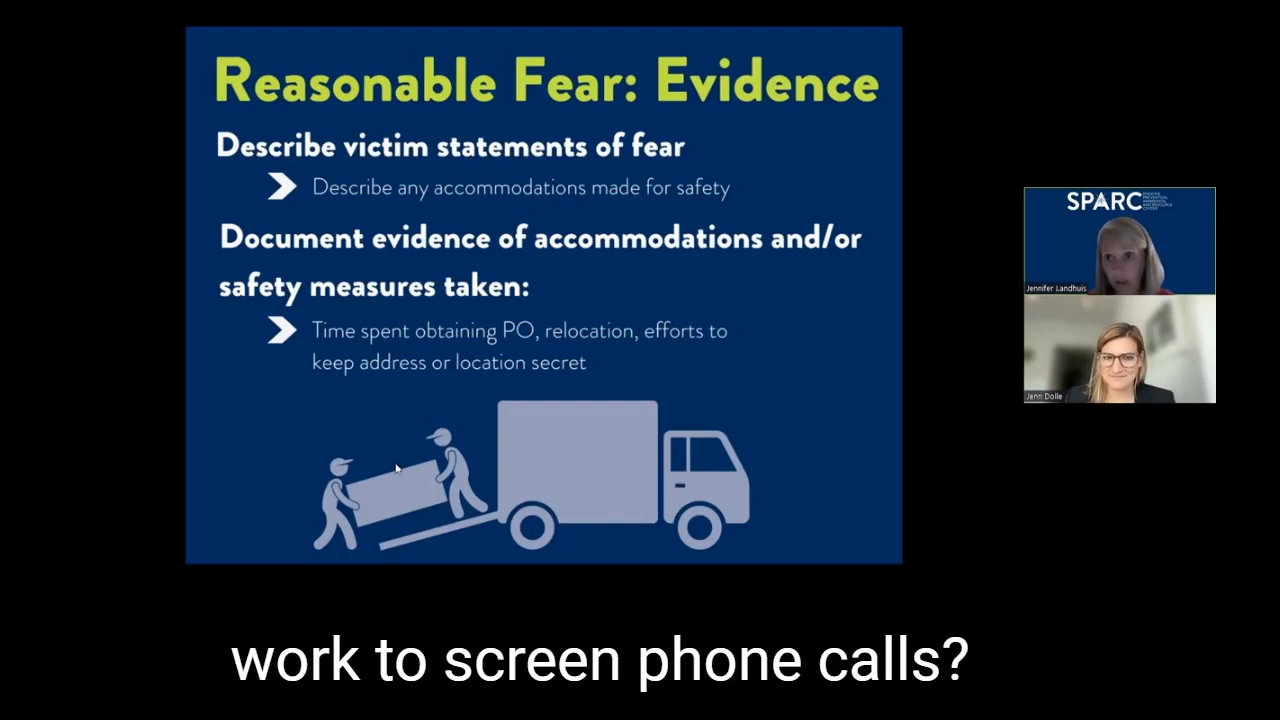 Reasonable Fear: Evidence
Describe victim statements of fear
Describe any accommodations made for safety
Document evidence of accommodations and/or
safety measures taken:
Time spent obtaining PO, relocation, efforts to
keep address or location secret
SPARC
Jennifer Landhuis
Jenn Dolle
work to screen phone calls?